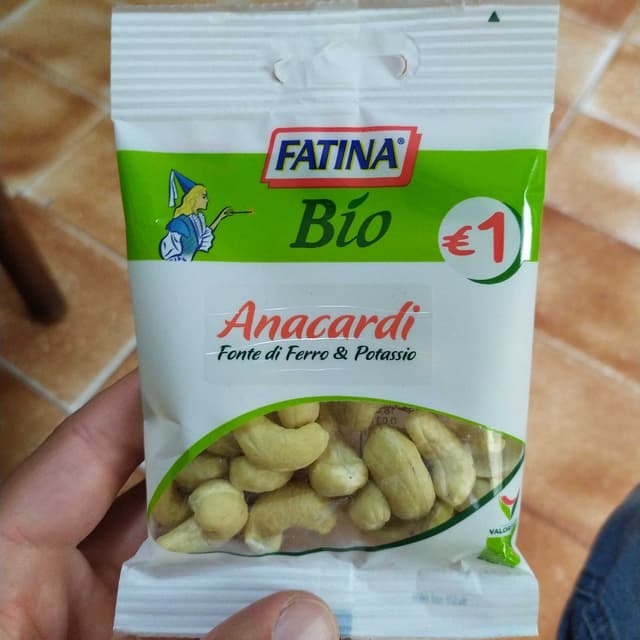 FATINA®
Bio
€1
Anacardi
Fonte di Ferro & Potassio